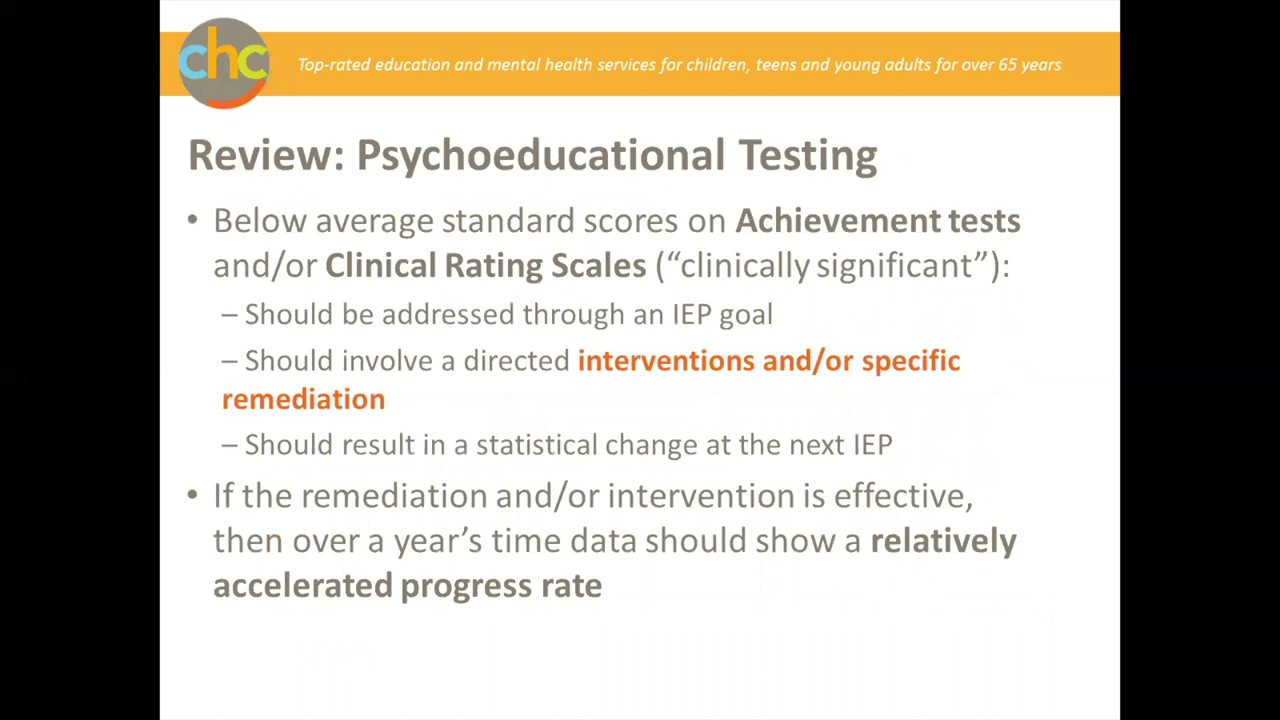 chc
Top-rated education and mental health services for children, teens and young adults for over 65 years
Review: Psychoeducational Testing
• Below average standard scores on Achievement tests
and/or Clinical Rating Scales (“clinically significant”):
– Should be addressed through an IEP goal
– Should involve a directed interventions and/or specific
remediation
– Should result in a statistical change at the next IEP
• If the remediation and/or intervention is effective,
then over a year’s time data should show a relatively
accelerated progress rate